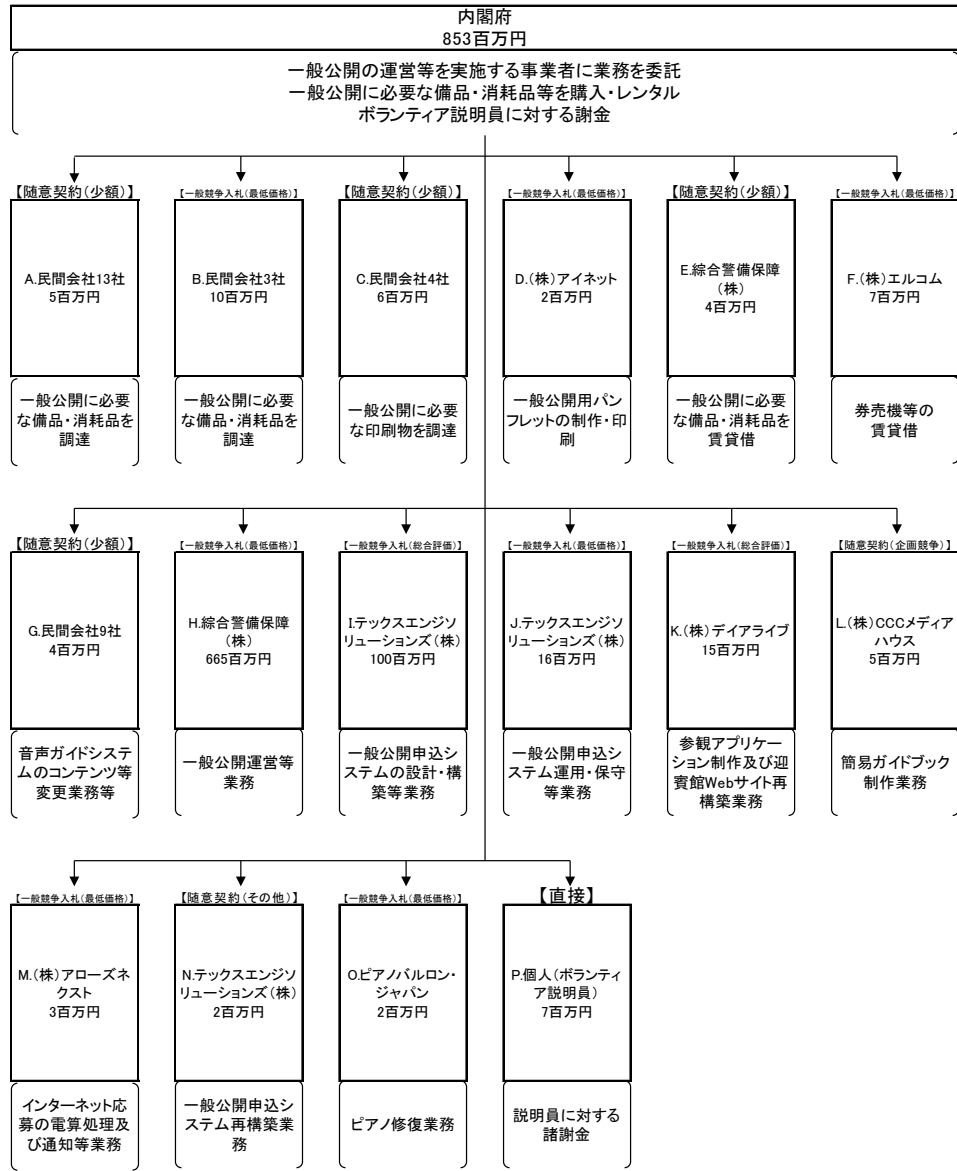 内閣府
853百万円
一般公開の運営等を実施する事業者に業務を委託
一般公開に必要な備品・消耗品等を購入・レンタル
ボランティア説明員に対する謝金
【随意契約(少額)】
A.民間会社13社
5百万円
一般公開に必要
な備品・消耗品を
調達
【一般競争入札(最低価格)】
B.民間会社3社
10百万円
一般公開に必要
な備品・消耗品を
調達
【随意契約(少額)】
C.民間会社4社
6百万円
一般公開に必要
な印刷物を調達
【一般競争入札(最低価格)】
D.(株)アイネット
2百万円
一般公開用パン
フレットの制作・印
刷
【随意契約(少額)】
E.綜合警備保障
(株)
4百万円
一般公開に必要
な備品・消耗品を
賃貸借
【一般競争入札(最低価格)】
F.(株)エルコム
7百万円
券売機等の
賃貸借
【随意契約(少額)】
G.民間会社9社
4百万円
音声ガイドシステ
ムのコンテンツ等
変更業務等
【一般競争入札(最低価格)】
H.綜合警備保障
(株)
665百万円
一般公開運営等
業務
【一般競争入札(総合評価)】
I.テックスエンジソ
リューションズ(株)
100百万円
一般公開申込シ
ステムの設計・構
築等業務
【一般競争入札(最低価格)】
J.テックスエンジソ
リューションズ(株)
16百万円
一般公開申込シ
ステム運用・保守
等業務
【一般競争入札(総合評価)】
K.(株)デイアライブ
15百万円
参観アプリケー
ション制作及び迎
賓館Webサイト再
構築業務
【随意契約(企画競争)】
L.(株)CCCメディア
ハウス
5百万円
簡易ガイドブック
制作業務
【一般競争入札(最低価格)】
M.(株)アローズネ
クスト
3百万円
インターネット応
募の電算処理及
び通知等業務
【随意契約(その他)】
N.テックスエンジソ
リューションズ(株)
2百万円
一般公開申込シ
ステム再構築業
務
【一般競争入札(最低価格)】
O.ピアノバルロン・
ジャパン
2百万円
ピアノ修復業務
【直接】
P.個人(ボランティ
ア説明員)
7百万円
説明員に対する
諸謝金